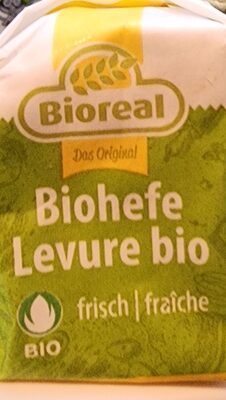 Bioreal
Das Original
Biohefe
Levure bio
frisch | fraîche
BIO